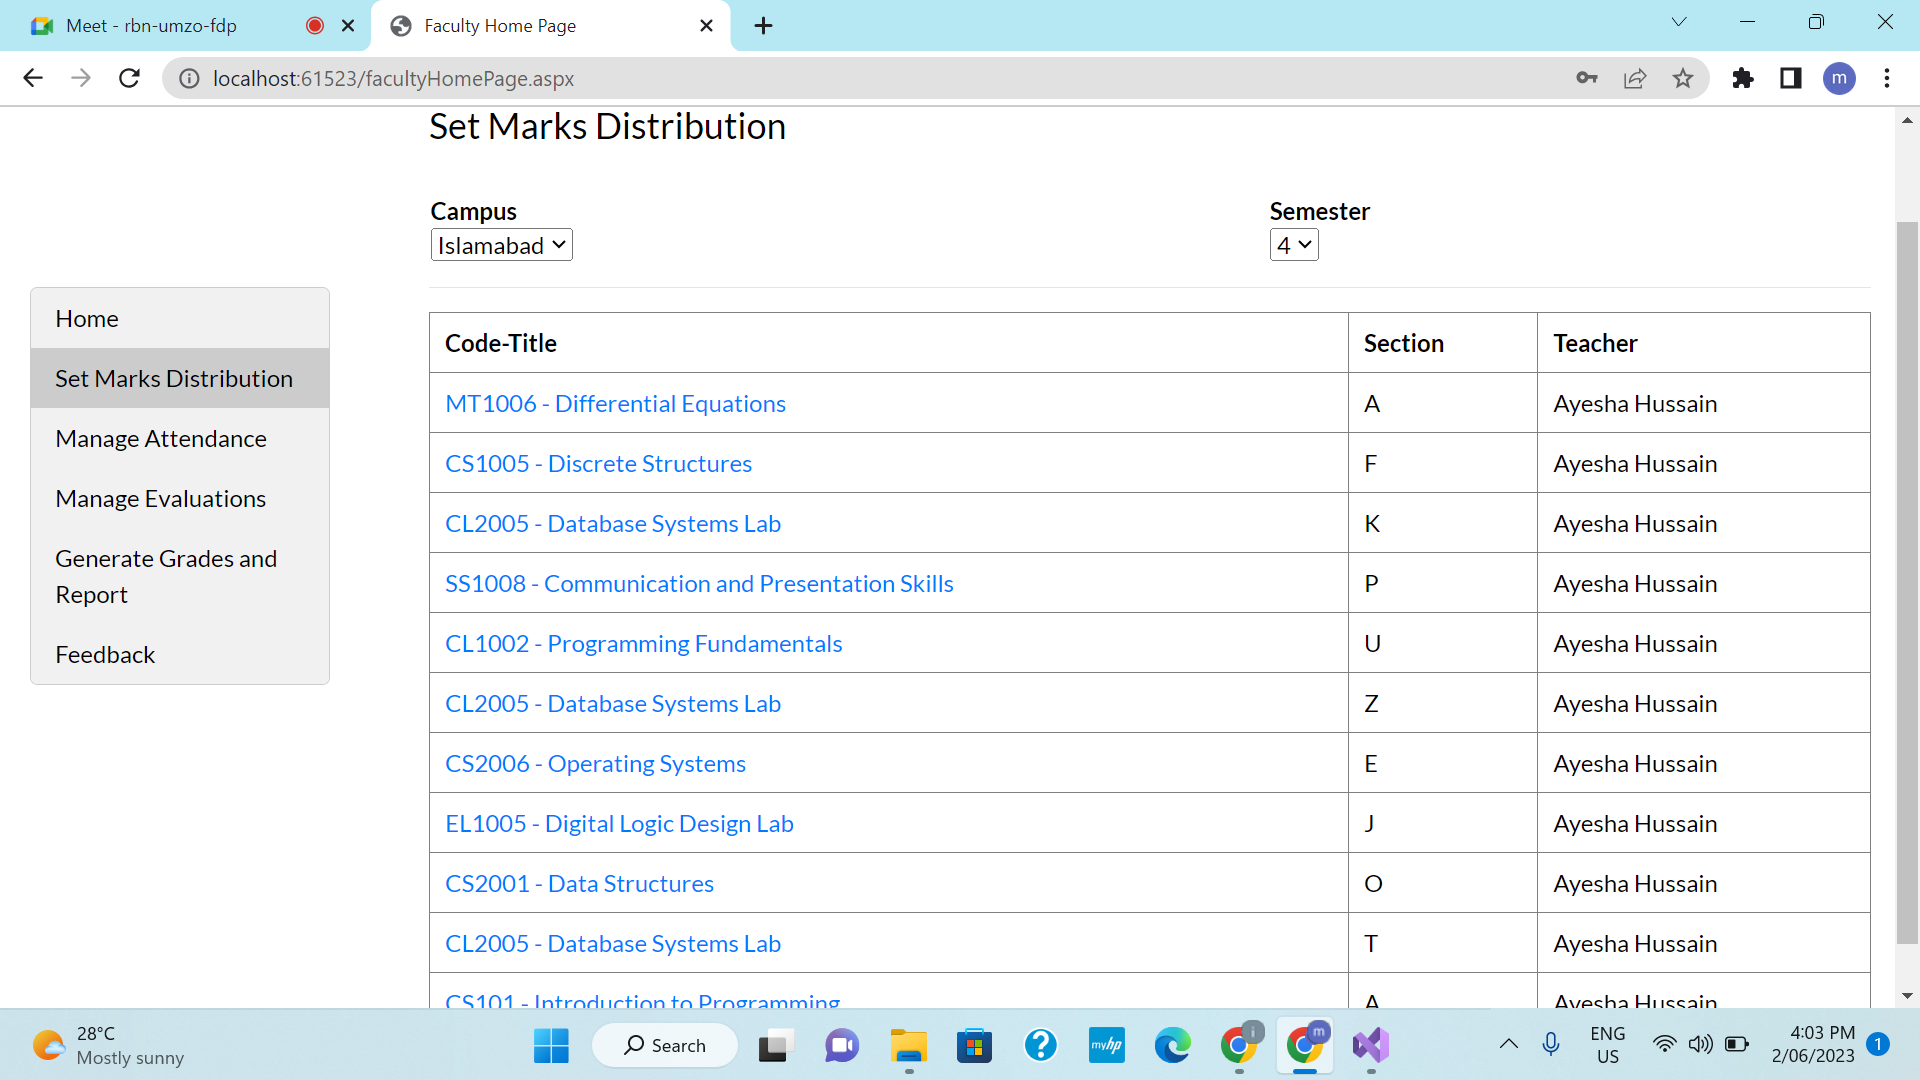 Meet - rbn-umzo-fdp
Faculty Home Page
localhost:61523/facultyHomePage.aspx
m
Set Marks Distribution
Campus Semester
Islamabad 4
Home
Set Marks Distribution
Manage Attendance
Manage Evaluations
Generate Grades and
Report
Feedback
Code-Title Section Teacher
MT1006 - Differential Equations A Ayesha Hussain
CS1005 - Discrete Structures F Ayesha Hussain
CL2005 - Database Systems Lab K Ayesha Hussain
SS1008 - Communication and Presentation Skills P Ayesha Hussain
CL1002 - Programming Fundamentals U Ayesha Hussain
CL2005 - Database Systems Lab Z Ayesha Hussain
CS2006 - Operating Systems E Ayesha Hussain
EL1005 - Digital Logic Design Lab J Ayesha Hussain
CS2001 - Data Structures O Ayesha Hussain
CL2005 - Database Systems Lab T Ayesha Hussain
CS101 - Introduction to Programming A Ayesha Hussain
28°C
Mostly sunny
Search
myhp
i
m
ENG
US
4:03 PM
2/06/2023
1